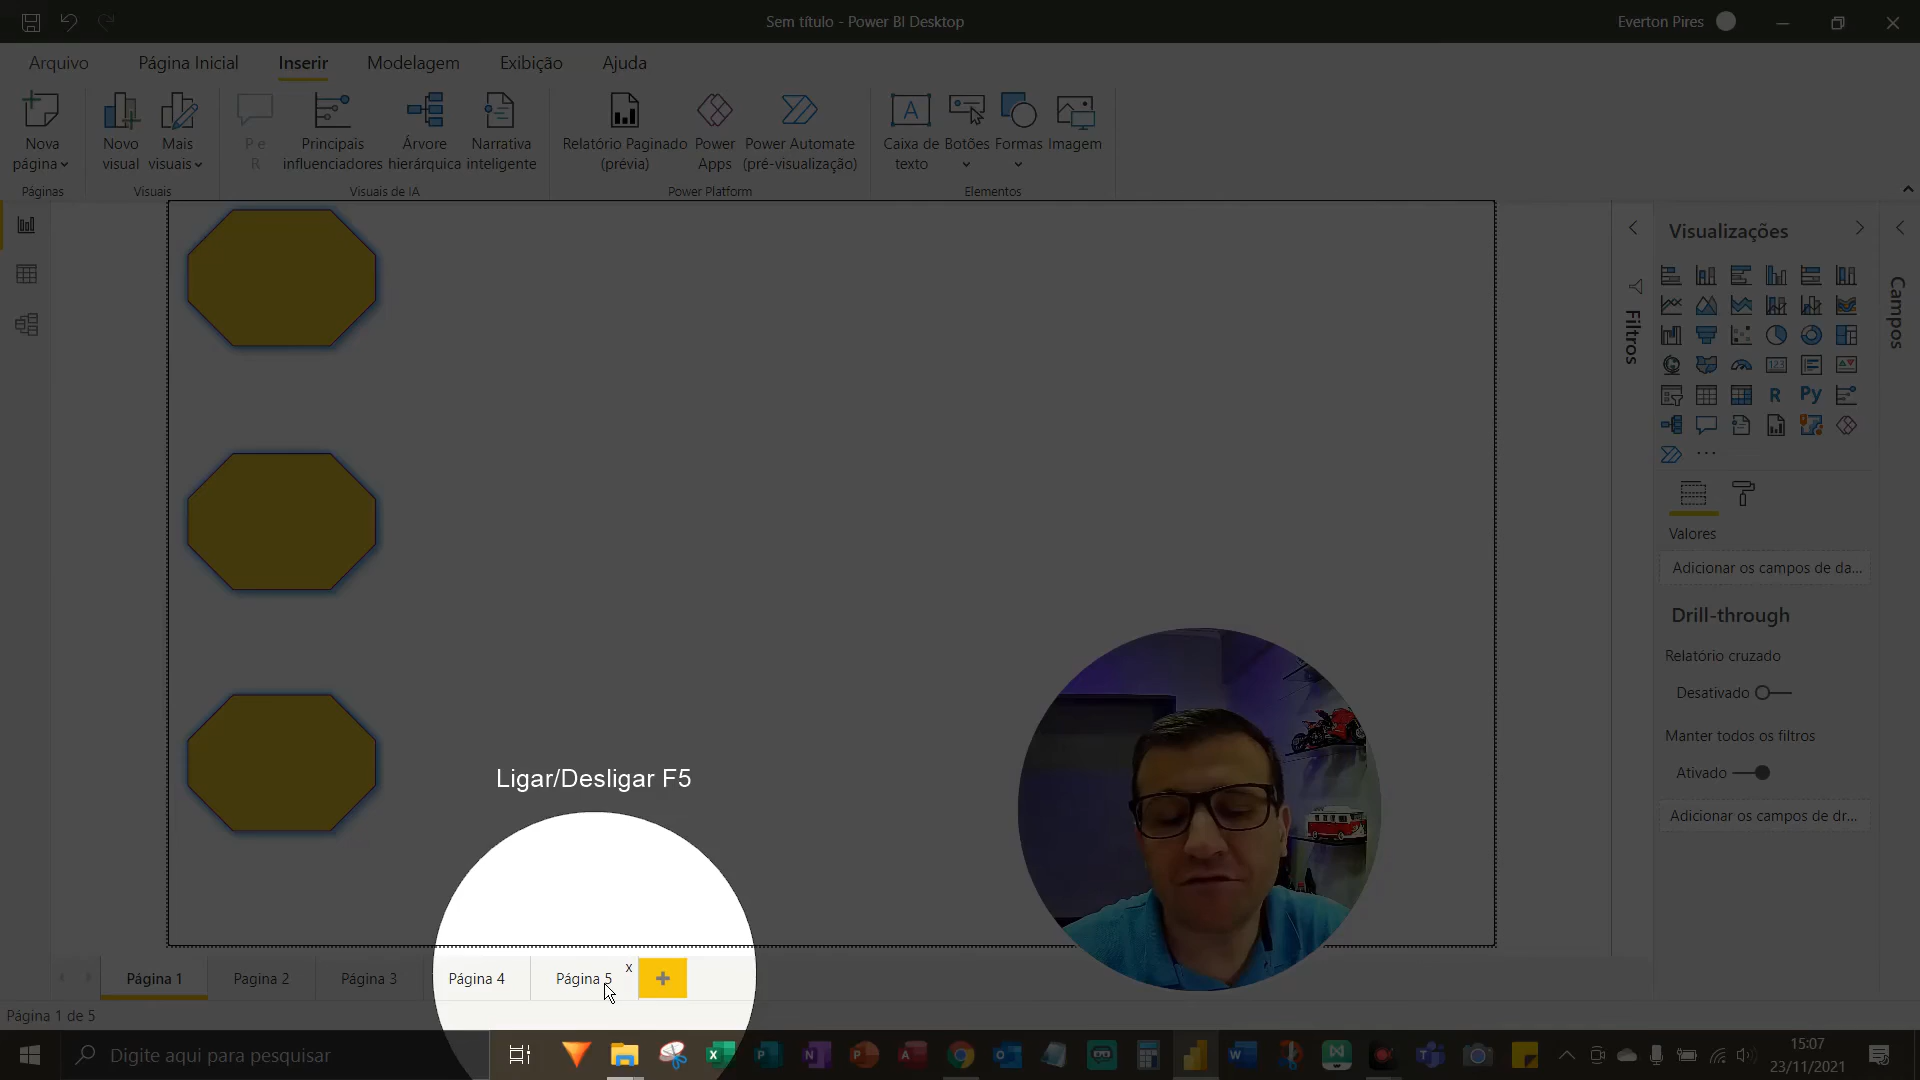 Sem título - Power BI Desktop
Everton Pires
Arquivo
Página Inicial
Inserir
Modelagem
Exibição
Ajuda
Nova página
Novo visual
Mais visuais
P e R
Principais influenciadores
Árvore hierárquica
Narrativa inteligente
Relatório Paginado (prévia)
Power Apps
Power Automate (pré-visualização)
Caixa de texto
Botões
Formas
Imagem
Páginas
Visuais
Visuais de IA
Power Platform
Elementos
Filtros
Visualizações
Campos
R
Py
123
...
Valores
Adicionar os campos de da...
Drill-through
Relatório cruzado
Desativado
Manter todos os filtros
Ativado
Adicionar os campos de dr...
Ligar/Desligar F5
Página 1
Pagina 2
Página 3
Página 4
Página 5
x
+
Página 1 de 5
Digite aqui para pesquisar
15:07
23/11/2021